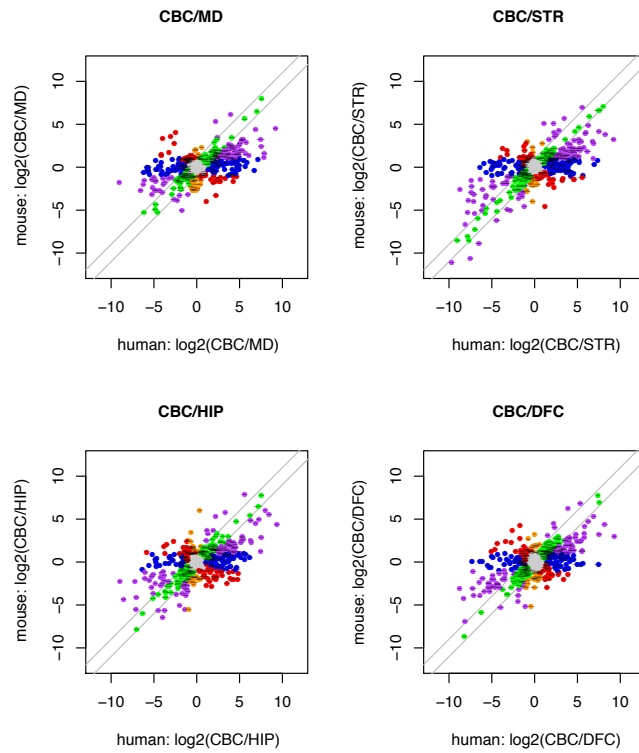 CBC/MD
mouse: log2(CBC/MD)
10
5
0
−5
−10
−10 −5 0 5 10
human: log2(CBC/MD)
CBC/STR
mouse: log2(CBC/STR)
10
5
0
−5
−10
−10 −5 0 5 10
human: log2(CBC/STR)
CBC/HIP
mouse: log2(CBC/HIP)
10
5
0
−5
−10
−10 −5 0 5 10
human: log2(CBC/HIP)
CBC/DFC
mouse: log2(CBC/DFC)
10
5
0
−5
−10
−10 −5 0 5 10
human: log2(CBC/DFC)